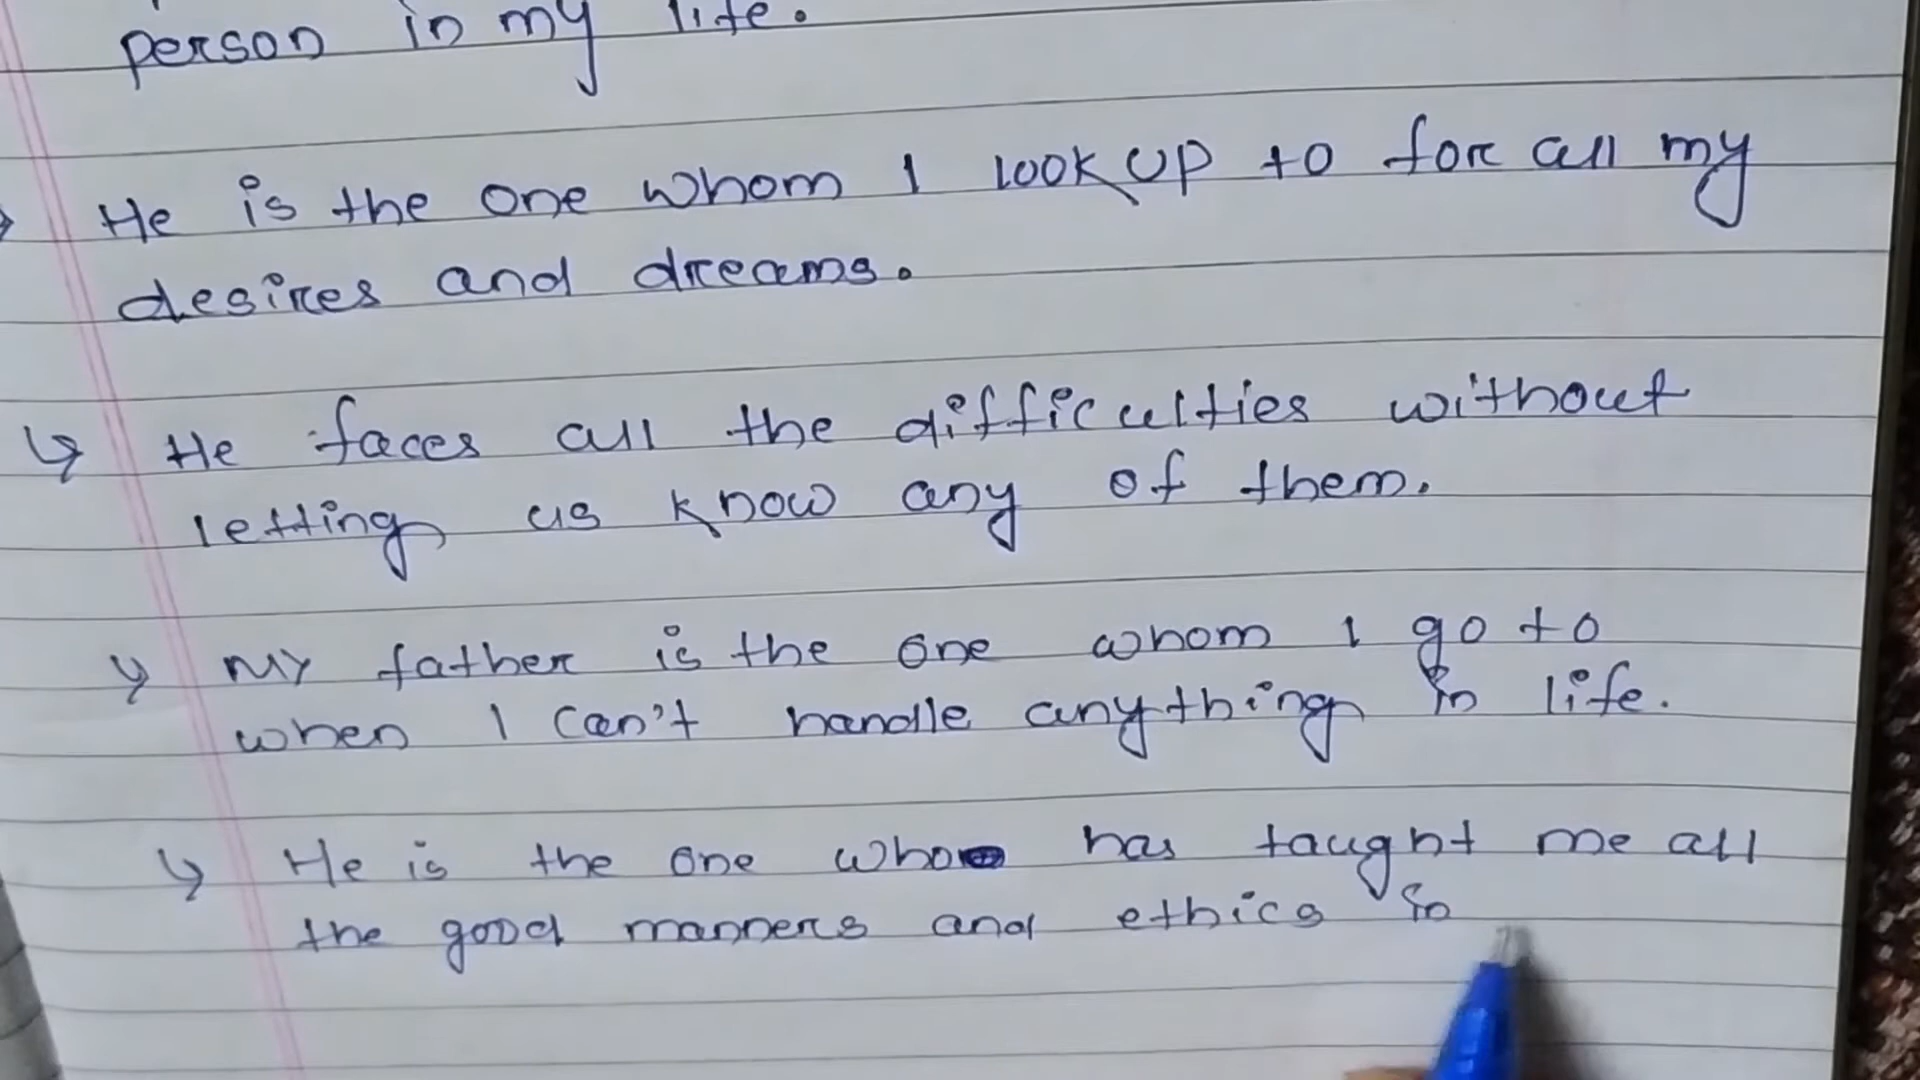 person in my life.
He is the one whom I look up to for all my
desires and dreams.
↳ He faces all the difficulties without
letting us know any of them.
↳ My father is the one whom I go to
when I can't handle anything in life.
↳ He is the one who has taught me all
the good manners and ethics in